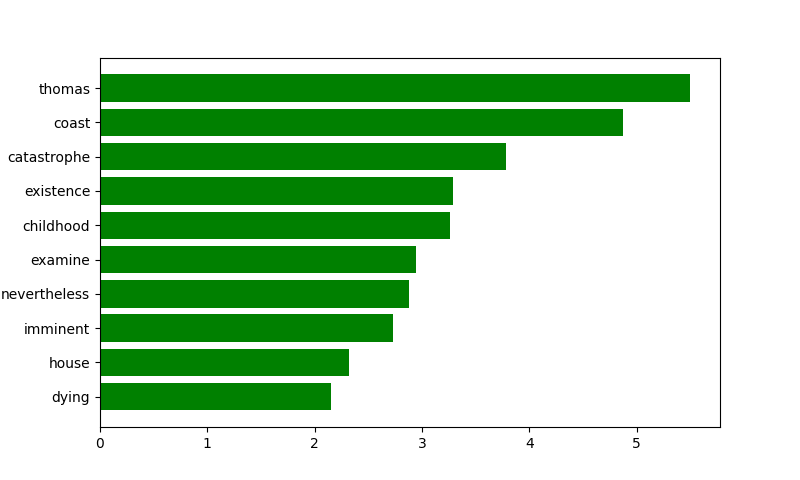 thomas
coast
catastrophe
existence
childhood
examine
nevertheless
imminent
house
dying
0 1 2 3 4 5